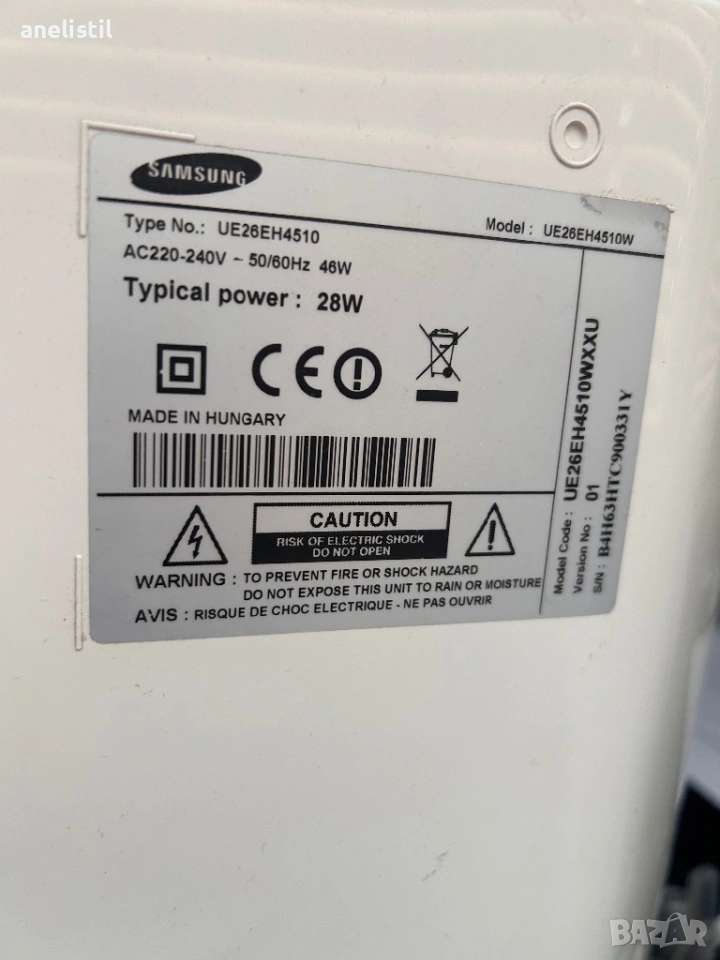 anelistil
SAMSUNG
Type No.: UE26EH4510
Model : UE26EH4510W
AC220-240V ~ 50/60Hz 46W
Typical power : 28W
CE
MADE IN HUNGARY
CAUTION
RISK OF ELECTRIC SHOCK
DO NOT OPEN
WARNING : TO PREVENT FIRE OR SHOCK HAZARD
DO NOT EXPOSE THIS UNIT TO RAIN OR MOISTURE
AVIS : RISQUE DE CHOC ELECTRIQUE - NE PAS OUVRIR
Model Code : UE26EH4510WXXU
Version No : 01
S/N : B4H63HTC900331Y
BAZAR